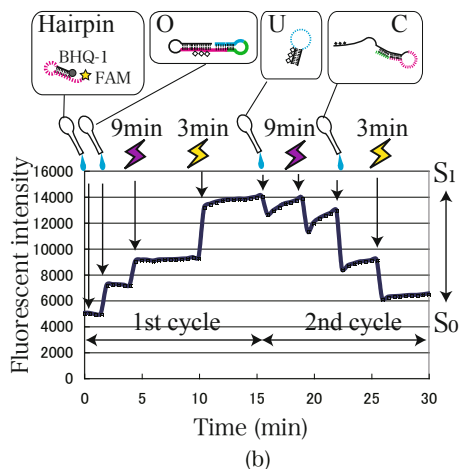 Hairpin
BHQ-1
FAM
O
U
C
9min
3min
9min
3min
Fluorescent intensity
16000
14000
12000
10000
8000
6000
4000
2000
0
S1
S0
1st cycle
2nd cycle
0 5 10 15 20 25 30
Time (min)
(b)